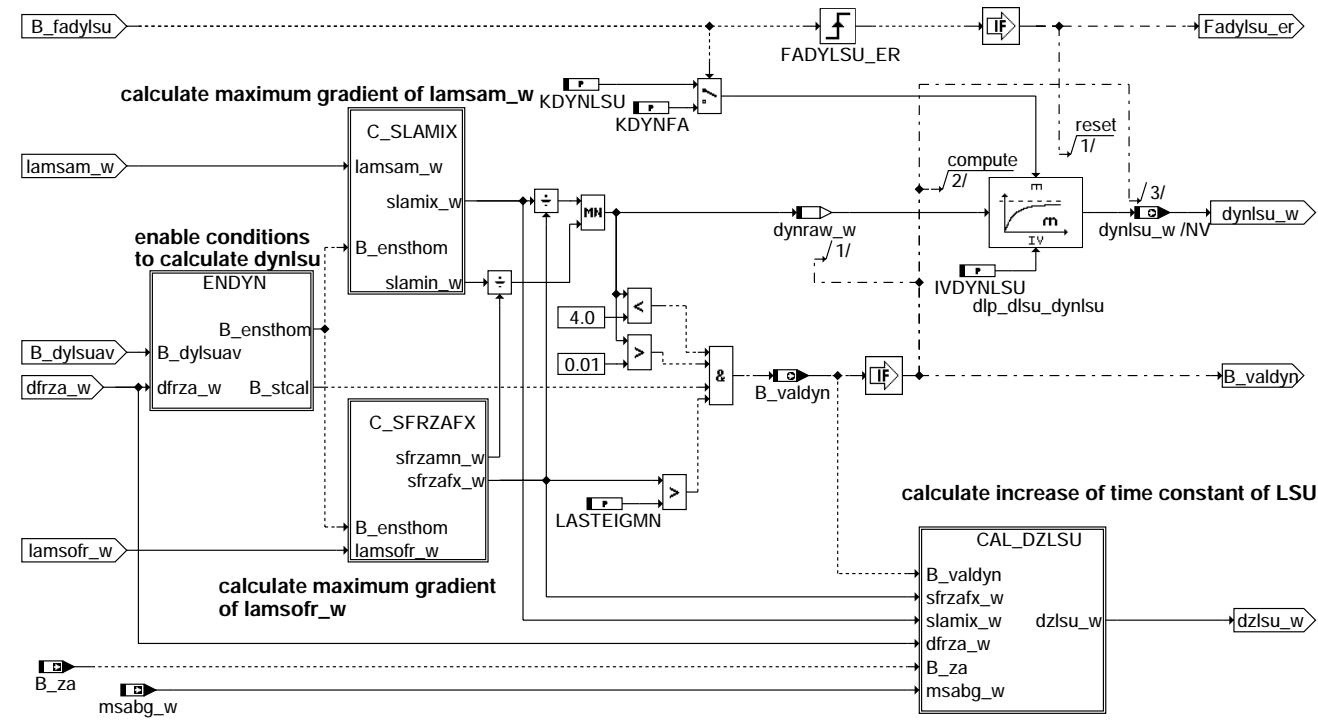 B_fadylsu
FADYLSU_ER
IF
Fadylsu_er
calculate maximum gradient of lamsam_w
P
KDYNLSU
P
KDYNFA
C_SLAMIX
lamsam_w
lamsam_w
slamix_w
B_ensthom
slamin_w
÷
MN
÷
reset
1/
compute
2/
3/
E
m
IV
dynraw_w
1/
dynlsu_w /NV
dynlsu_w
P
IVDYNLSU
dlp_dlsu_dynlsu
enable conditions
to calculate dynlsu
ENDYN
B_ensthom
B_dylsuav
B_dylsuav
dfrza_w
dfrza_w
B_stcal
4.0
<
0.01
>
&
B_valdyn
IF
B_valdyn
C_SFRZAFX
sfrzamn_w
sfrzafx_w
B_ensthom
lamsofr_w
lamsofr_w
P
LASTEIGMN
>
calculate maximum gradient
of lamsofr_w
calculate increase of time constant of LSU
CAL_DZLSU
B_valdyn
sfrzafx_w
slamix_w
dzlsu_w
dzlsu_w
dfrza_w
B_za
msabg_w
B_za
msabg_w